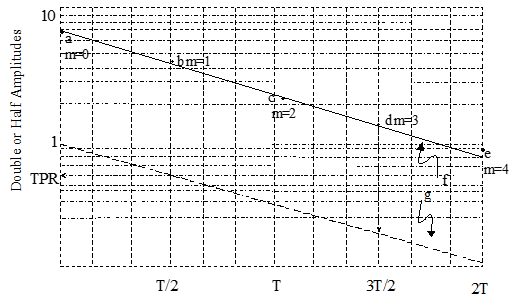 Double or Half Amplitudes
10
a
m=0
b m=1
c
m=2
d m=3
1
e
m=4
TPR
f
g
T/2
T
3T/2
2T